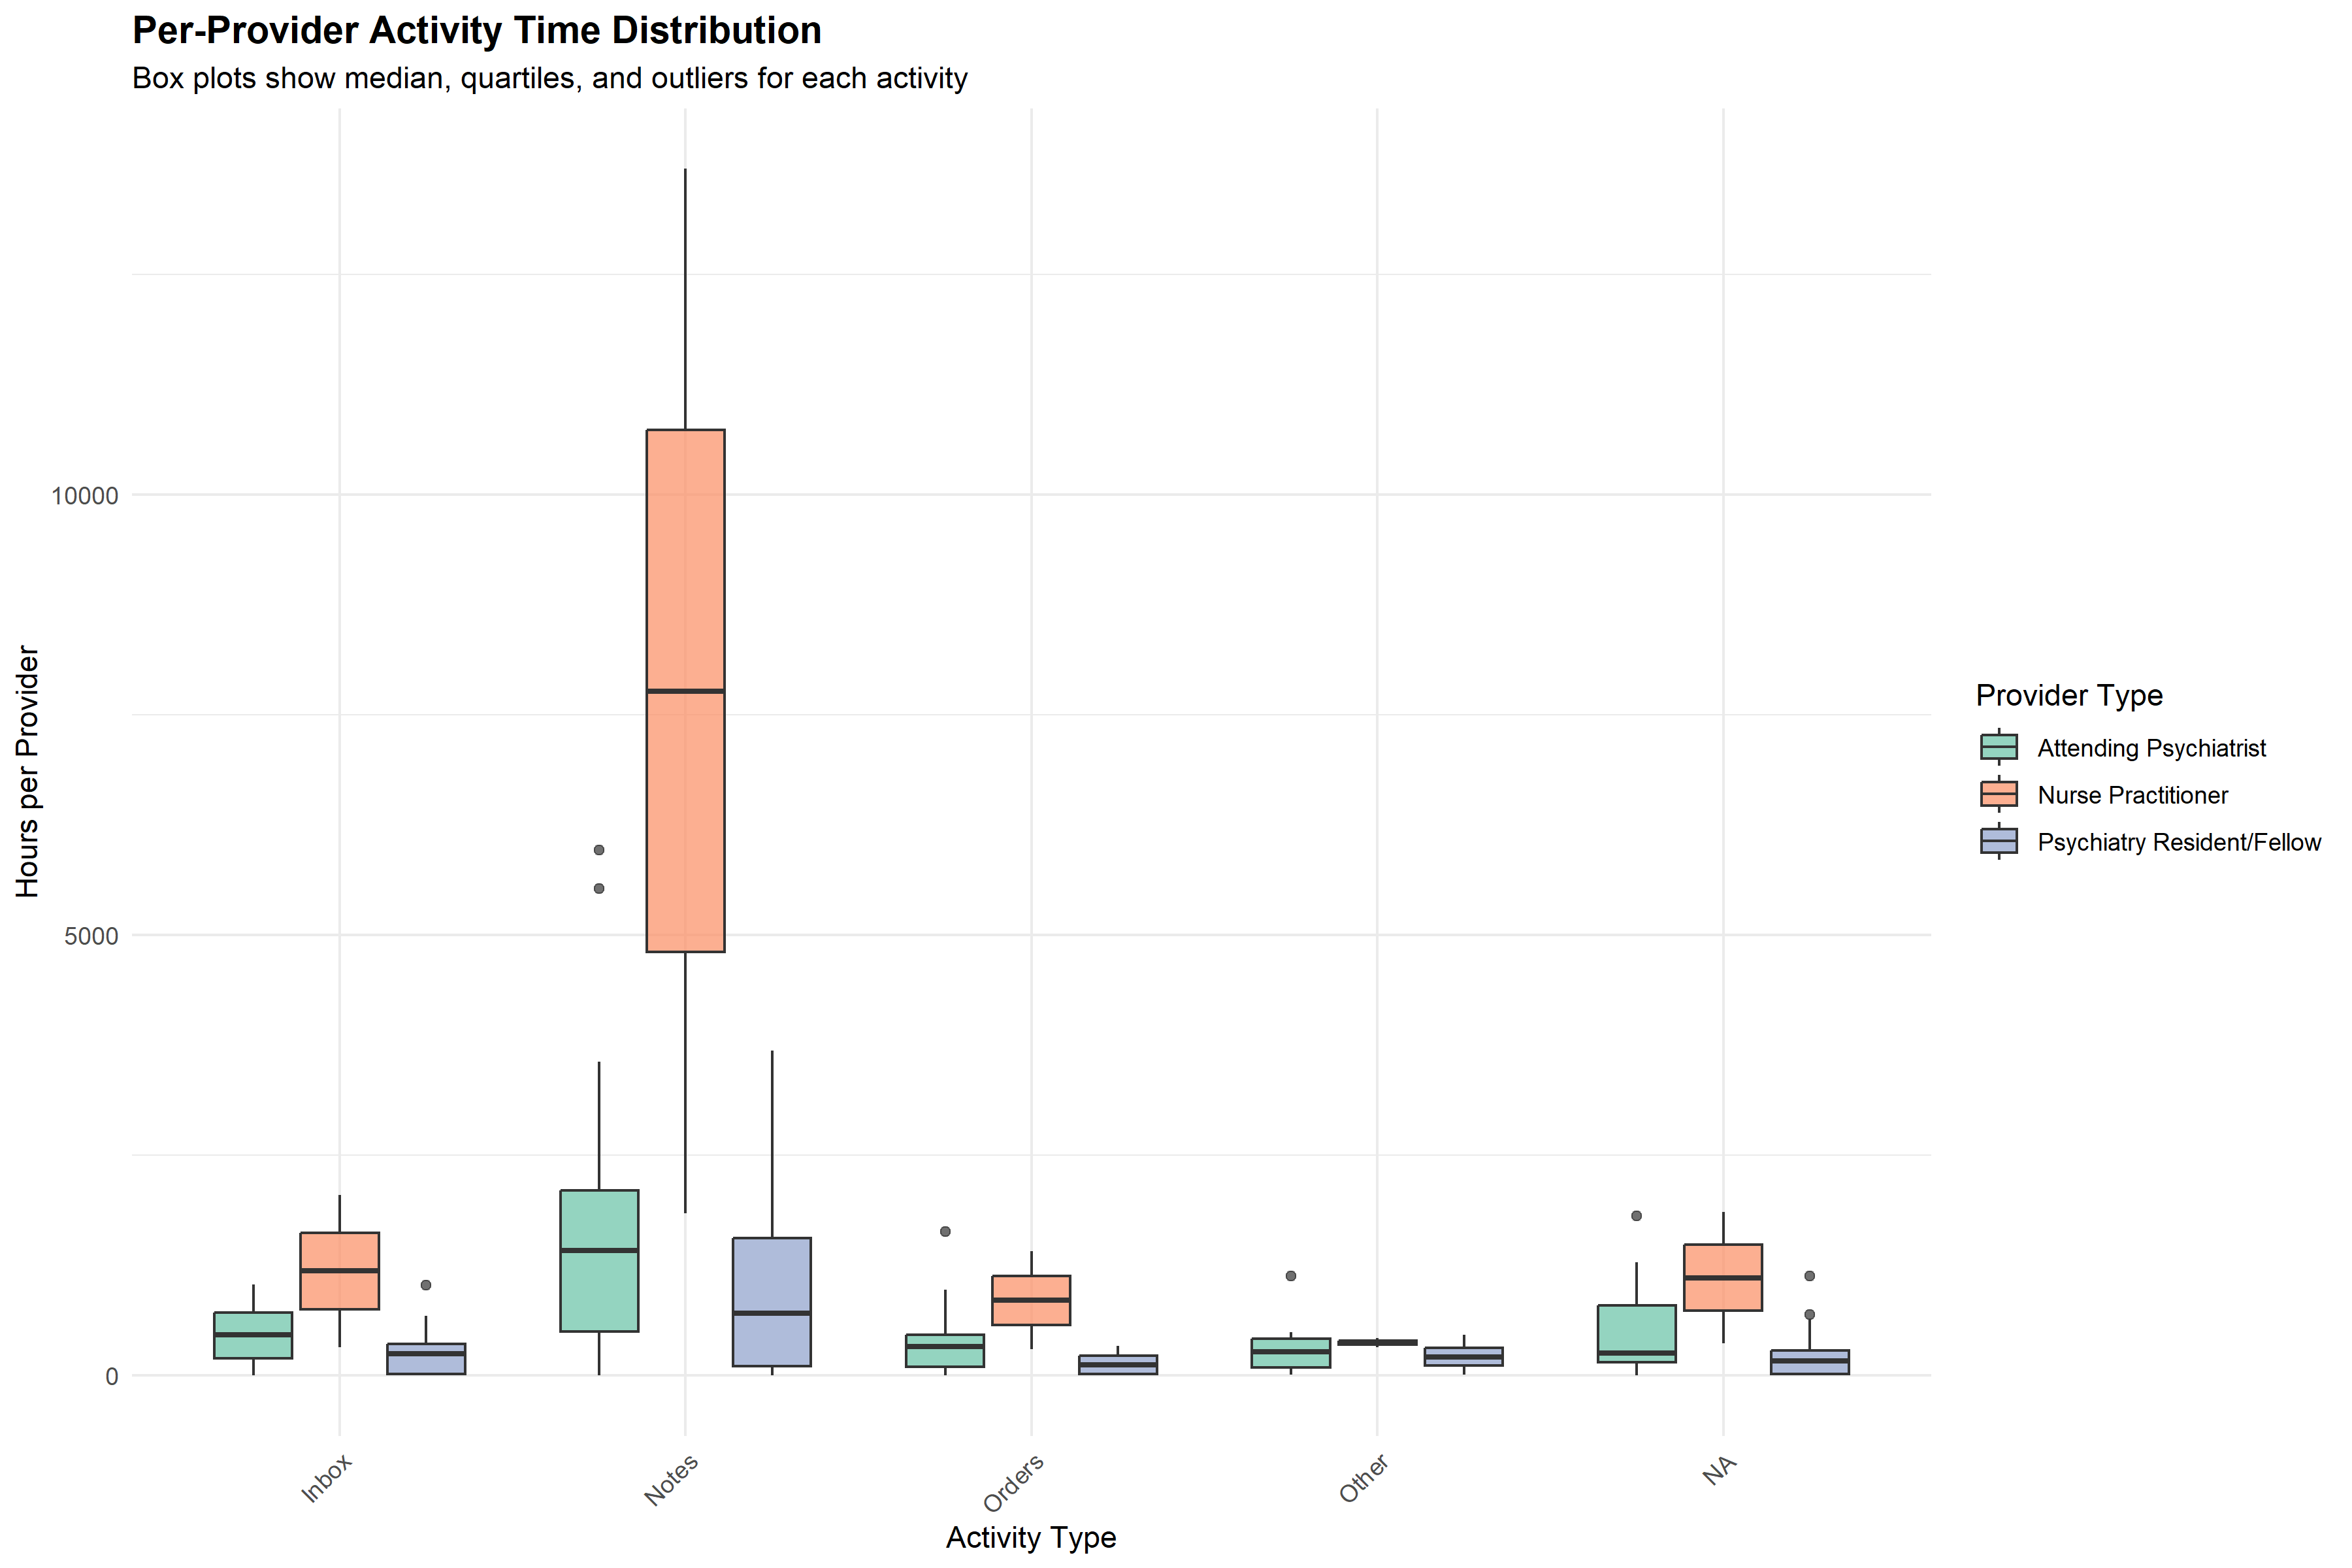 Per-Provider Activity Time Distribution
Box plots show median, quartiles, and outliers for each activity
Hours per Provider
10000
5000
0
Inbox
Notes
Orders
Other
NA
Activity Type
Provider Type
Attending Psychiatrist
Nurse Practitioner
Psychiatry Resident/Fellow